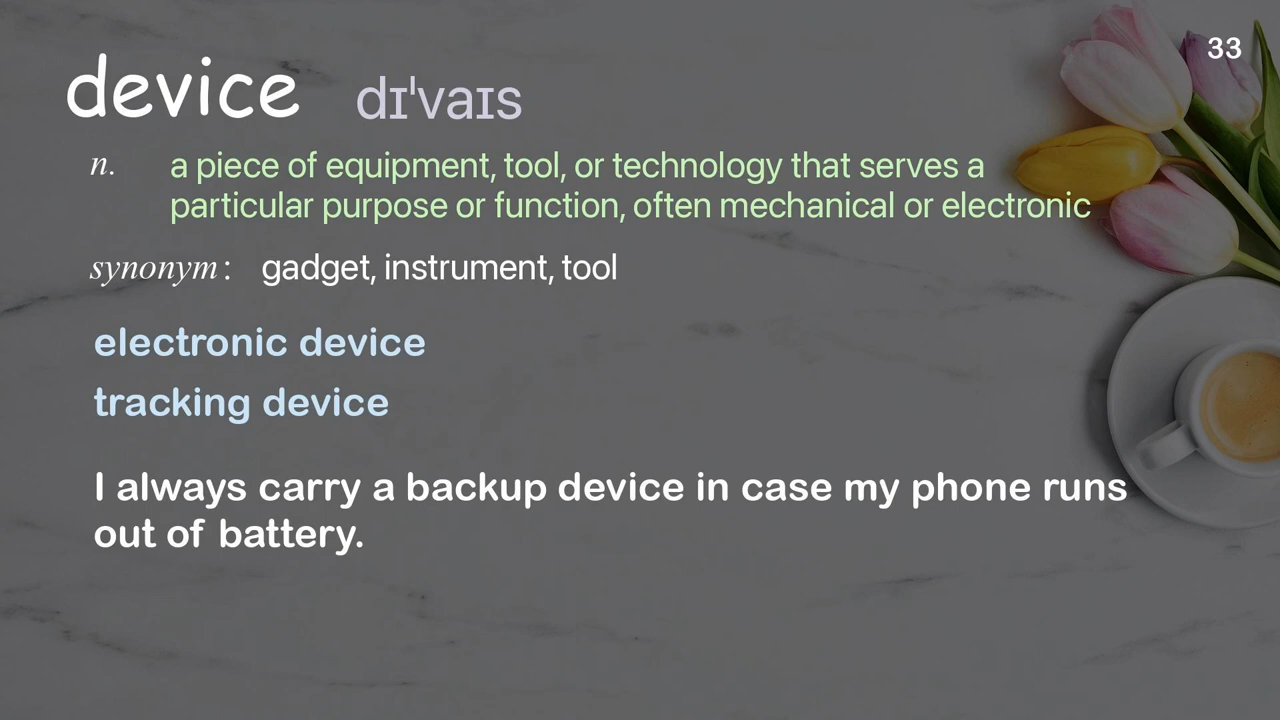 33
device dɪˈvaɪs
n. a piece of equipment, tool, or technology that serves a
particular purpose or function, often mechanical or electronic
synonym: gadget, instrument, tool
electronic device
tracking device
I always carry a backup device in case my phone runs
out of battery.